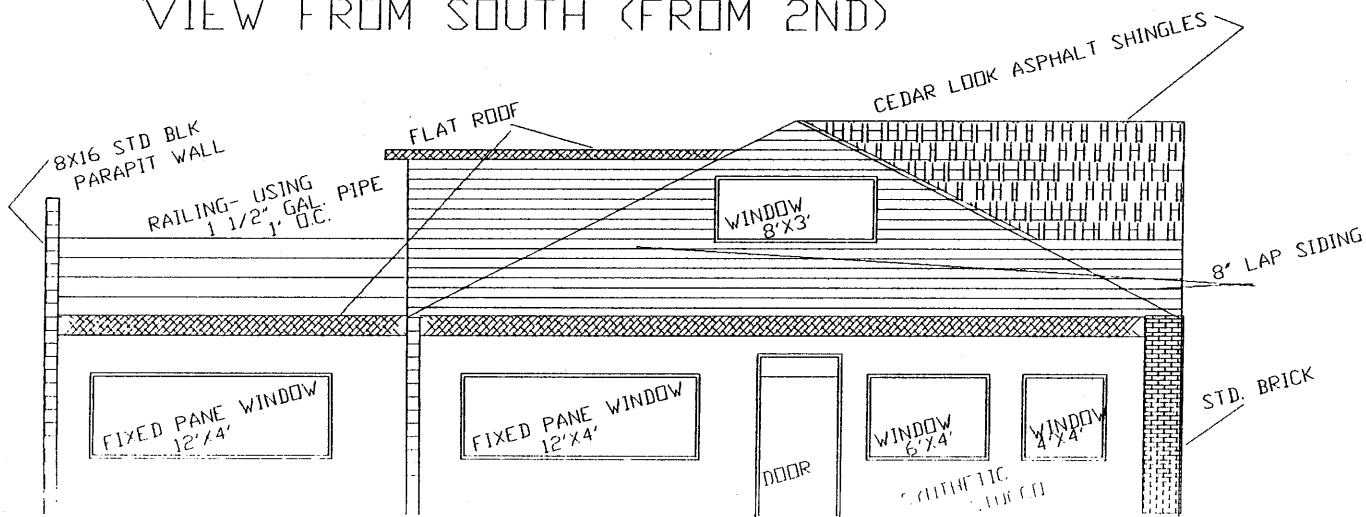 VIEW FROM SOUTH (FROM 2ND)
CEDAR LOOK ASPHALT SHINGLES
FLAT ROOF
8X16 STD BLK
PARAPIT WALL
RAILING- USING
1 1/2" GAL. PIPE
1' O.C.
WINDOW
8'X3'
8" LAP SIDING
FIXED PANE WINDOW
12'X4'
FIXED PANE WINDOW
12'X4'
DOOR
WINDOW
6'X4'
WINDOW
4'X4'
STD. BRICK
SYNTHETIC